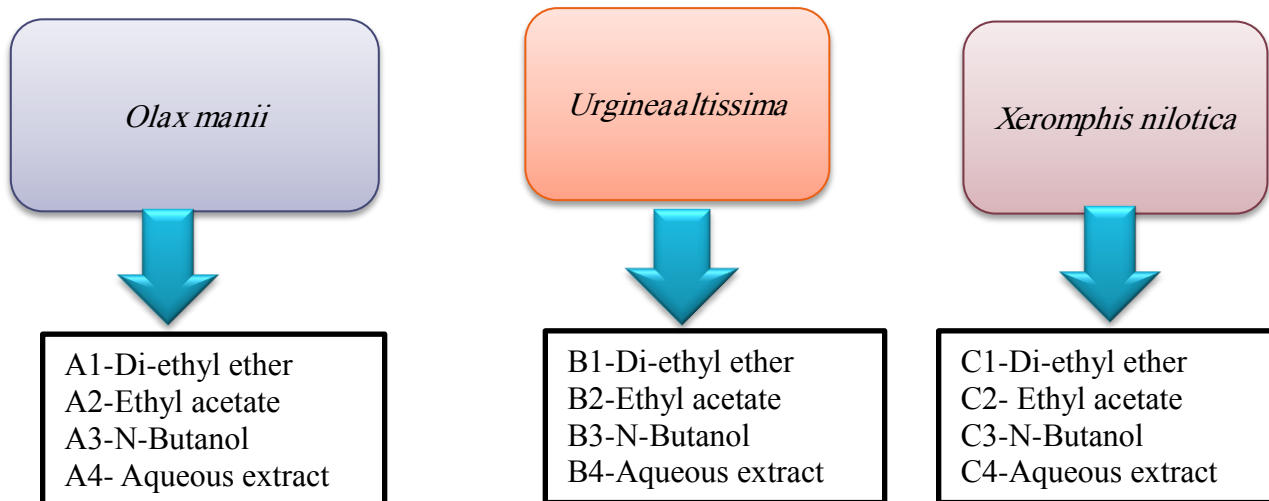 Olax manii
Urgineaaltissima
Xeromphis nilotica
A1-Di-ethyl ether
A2-Ethyl acetate
A3-N-Butanol
A4- Aqueous extract
B1-Di-ethyl ether
B2-Ethyl acetate
B3-N-Butanol
B4-Aqueous extract
C1-Di-ethyl ether
C2- Ethyl acetate
C3-N-Butanol
C4-Aqueous extract